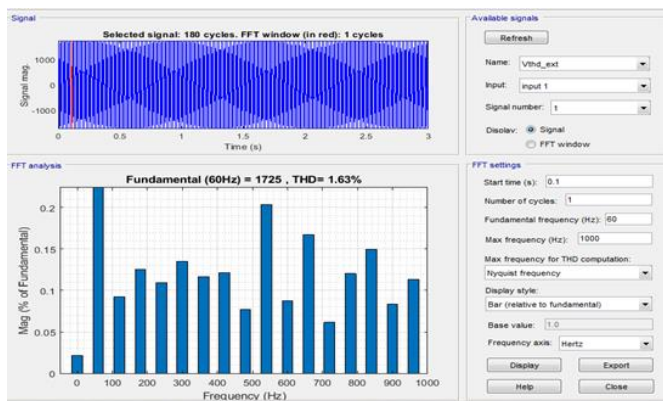 Signal
Selected signal: 180 cycles. FFT window (in red): 1 cycles
1000
0
-1000
Signal mag.
0 0.5 1 1.5 2 2.5 3
Time (s)
FFT analysis
Fundamental (60Hz) = 1725 , THD= 1.63%
0.2
0.15
0.1
0.05
0
Mag (% of Fundamental)
0 100 200 300 400 500 600 700 800 900 1000
Frequency (Hz)
Available signals
Refresh
Name: Vthd_ext
Input: input 1
Signal number: 1
Display: Signal
FFT window
FFT settings
Start time (s): 0.1
Number of cycles: 1
Fundamental frequency (Hz): 60
Max frequency (Hz): 1000
Max frequency for THD computation:
Nyquist frequency
Display style:
Bar (relative to fundamental)
Base value: 1.0
Frequency axis: Hertz
Display Export
Help Close